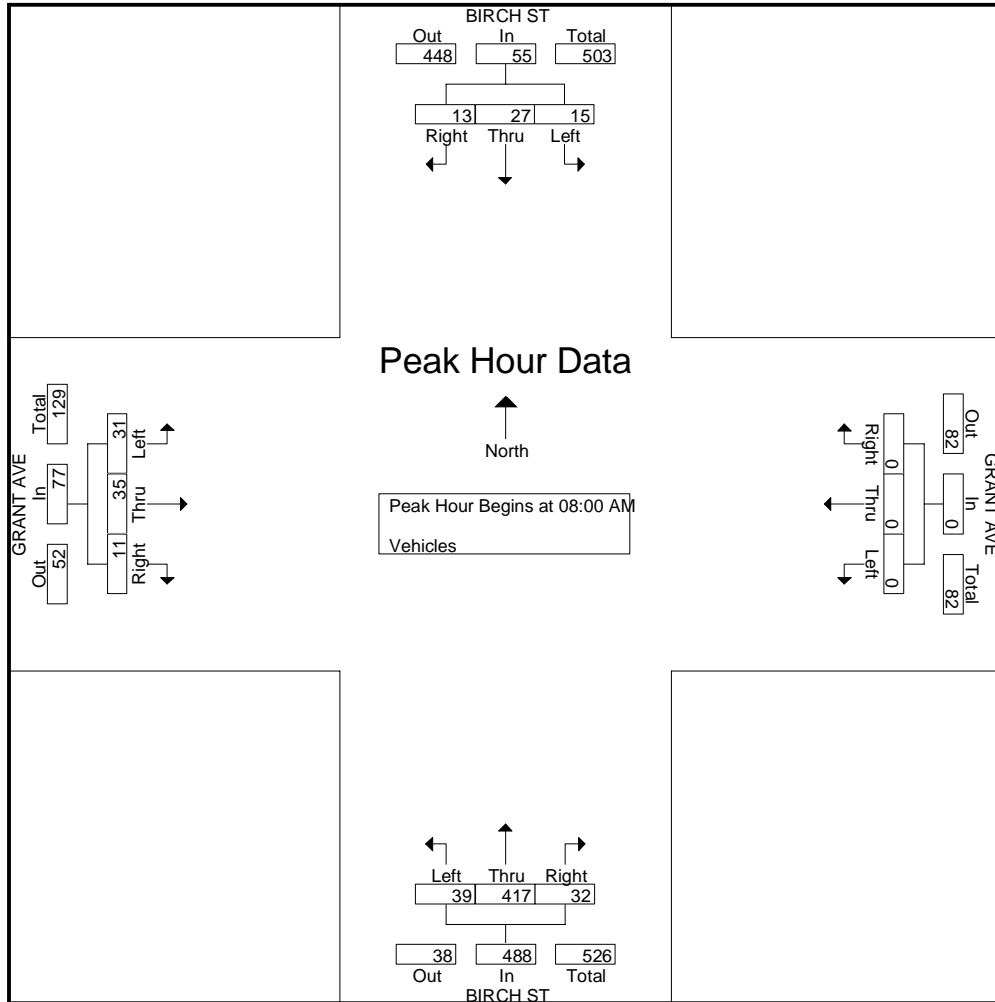 BIRCH ST
Out In Total
448 55 503
13 27 15
Right Thru Left
Peak Hour Data
North
Peak Hour Begins at 08:00 AM
Vehicles
GRANT AVE
Out In Total
52 77 129
11 35 31
Right Thru Left
GRANT AVE
Out In Total
82 0 82
0 0 0
Right Thru Left
Left Thru Right
39 417 32
38 488 526
Out In Total
BIRCH ST